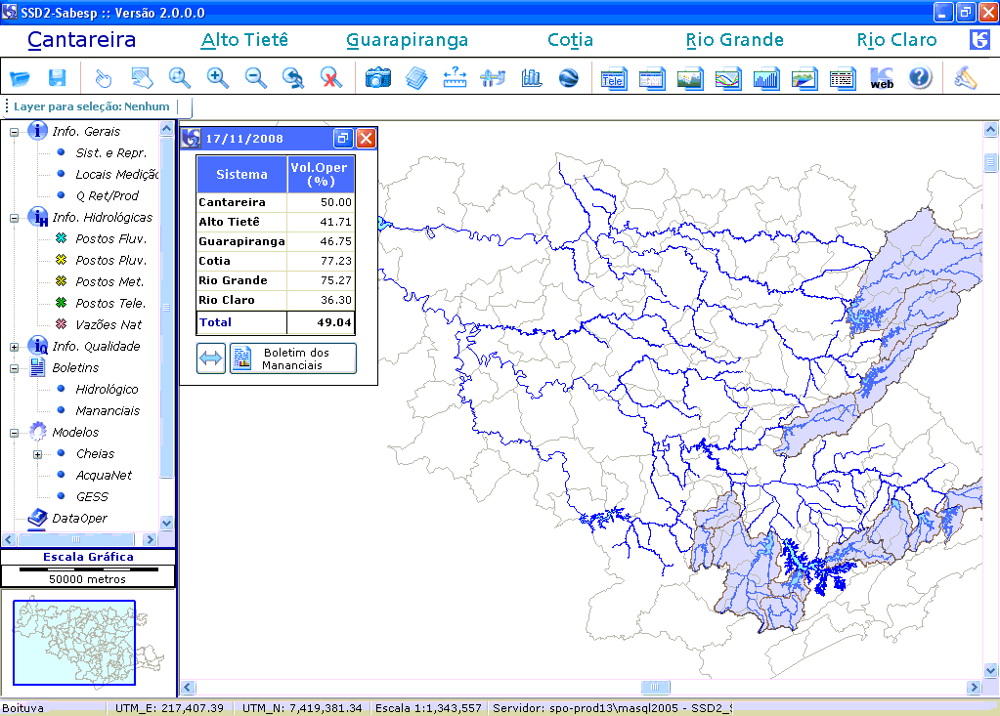 SSD2-Sabesp :: Versão 2.0.0.0
Cantareira Alto Tietê Guarapiranga Cotia Rio Grande Rio Claro
Tele web
Layer para seleção: Nenhum
Info. Gerais
Sist. e Repr.
Locais Mediçã
Q Ret/Prod
Info. Hidrológicas
Postos Fluv.
Postos Pluv.
Postos Met.
Postos Tele.
Vazões Nat
Info. Qualidade
Boletins
Hidrológico
Mananciais
Modelos
Cheias
AcquaNet
GESS
DataOper
Escala Gráfica
50000 metros
17/11/2008
Sistema Vol.Oper (%)
Cantareira 50.00
Alto Tietê 41.71
Guarapiranga 46.75
Cotia 77.23
Rio Grande 75.27
Rio Claro 36.30
Total 49.04
Boletim dos
Mananciais
Boituva UTM_E: 217,407.39 UTM_N: 7,419,381.34 Escala 1:1,343,557 Servidor: spo-prod13\masql2005 - SSD2_S